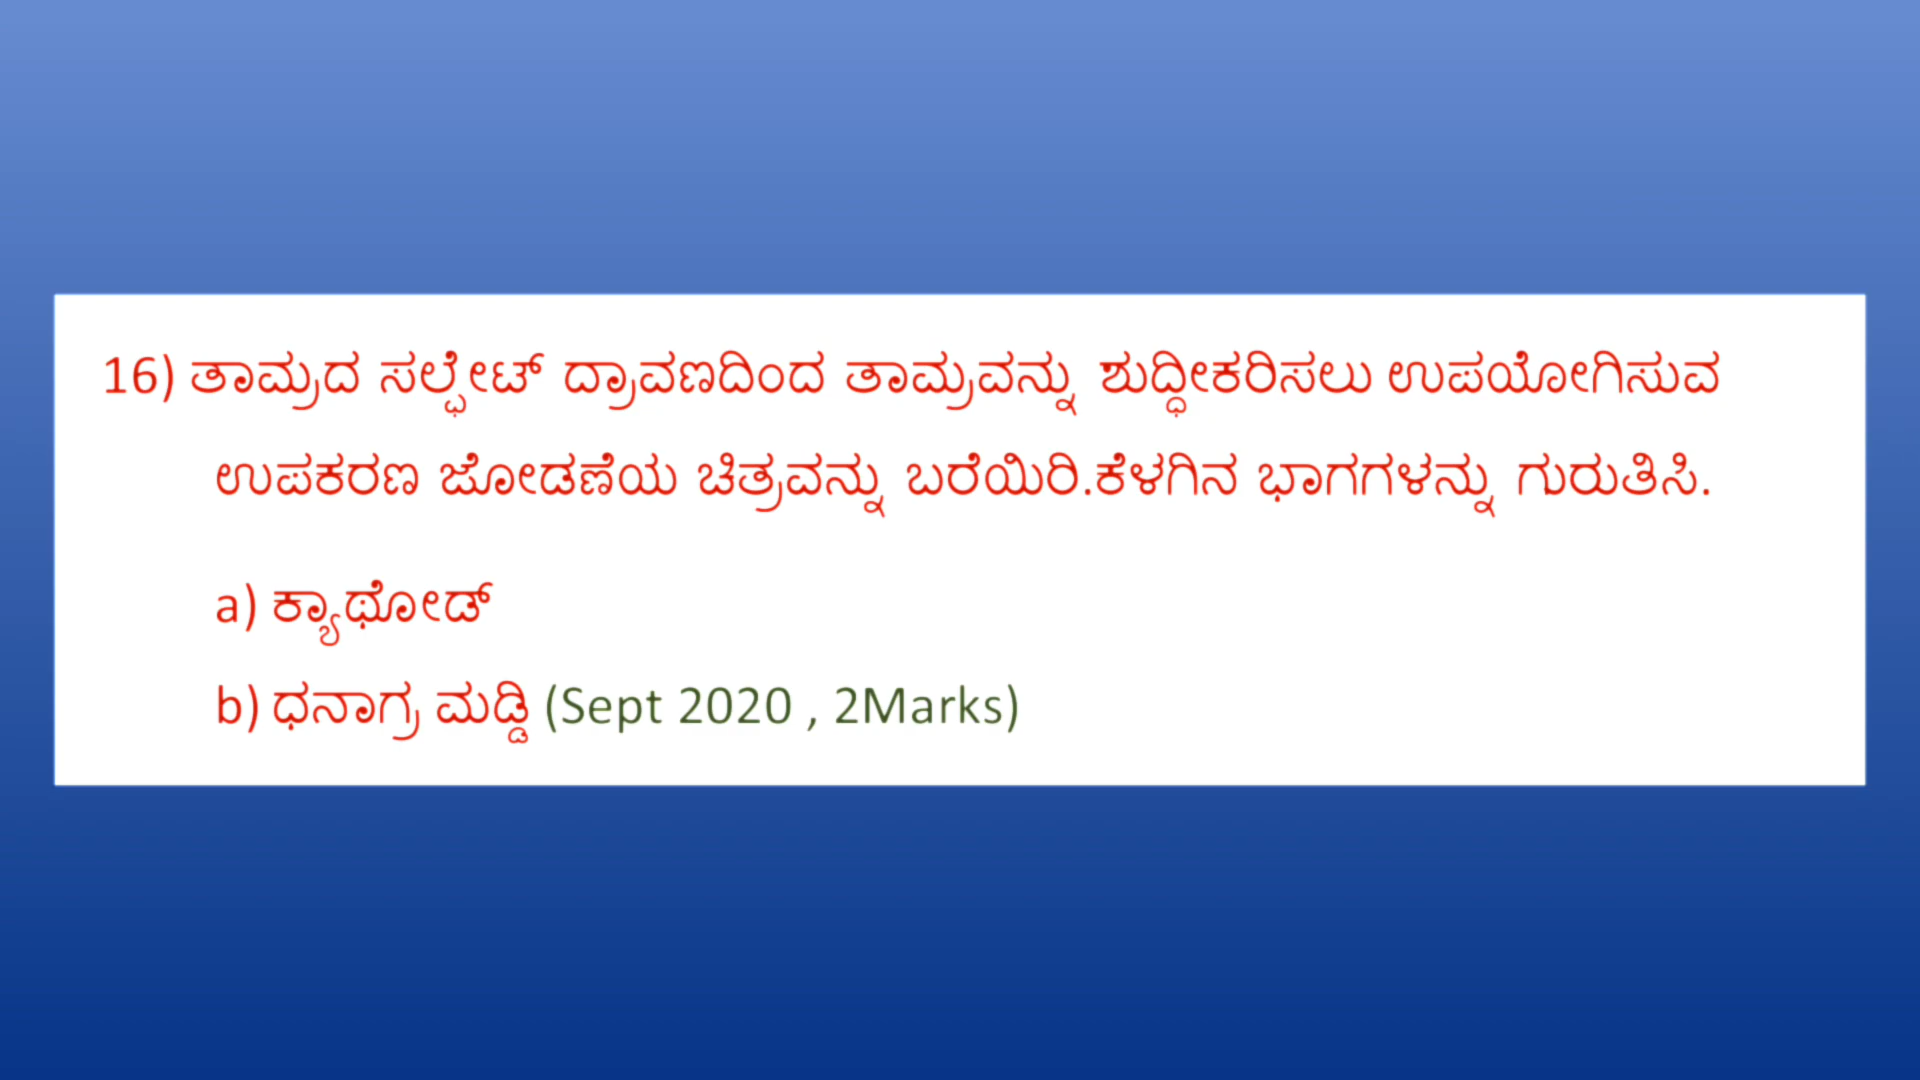 16) ತಾಮ್ರದ ಸಲ್ಫೇಟ್ ದ್ರಾವಣದಿಂದ ತಾಮ್ರವನ್ನು ಶುದ್ಧೀಕರಿಸಲು ಉಪಯೋಗಿಸುವ
ಉಪಕರಣ ಜೋಡಣೆಯ ಚಿತ್ರವನ್ನು ಬರೆಯಿರಿ.ಕೆಳಗಿನ ಭಾಗಗಳನ್ನು ಗುರುತಿಸಿ.
a) ಕ್ಯಾಥೋಡ್
b) ಧನಾಗ್ರ ಮಡ್ಡಿ (Sept 2020 , 2Marks)